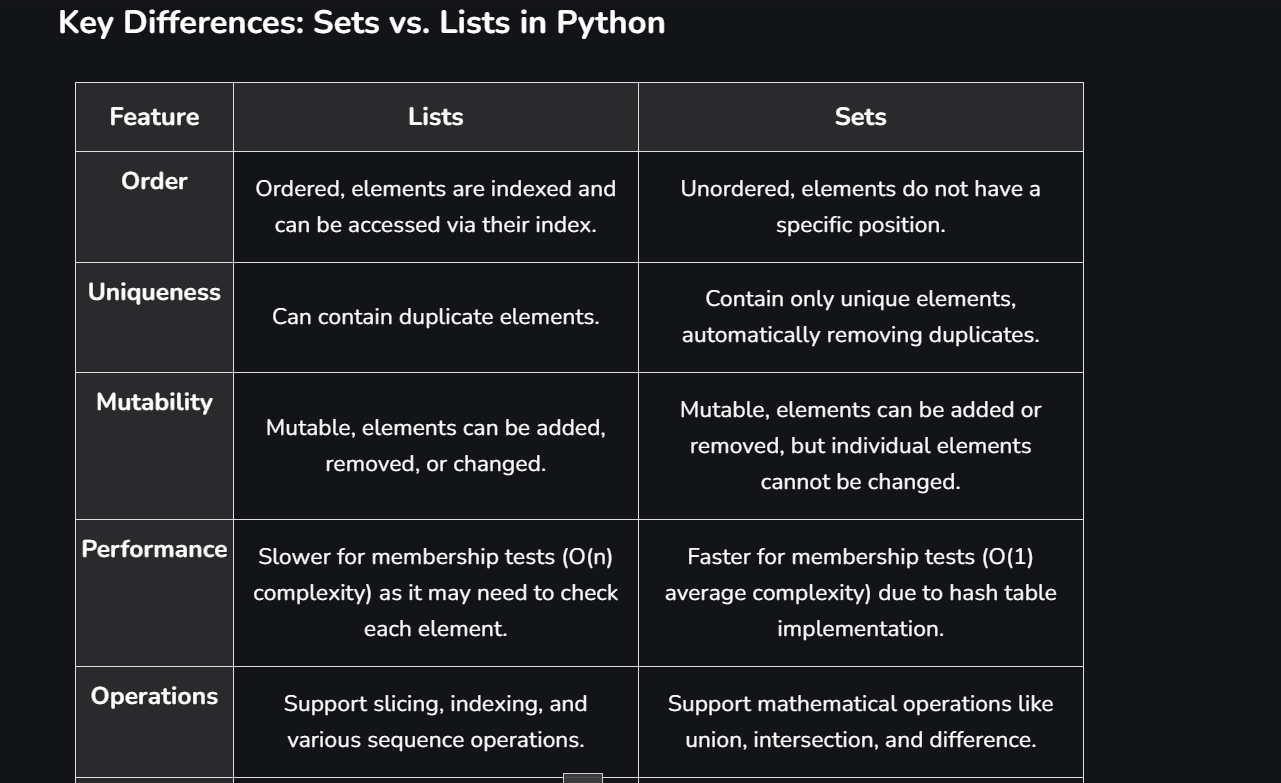 Key Differences: Sets vs. Lists in Python
Feature
Lists
Sets
Order
Ordered, elements are indexed and
can be accessed via their index.
Unordered, elements do not have a
specific position.
Uniqueness
Can contain duplicate elements.
Contain only unique elements,
automatically removing duplicates.
Mutability
Mutable, elements can be added,
removed, or changed.
Mutable, elements can be added or
removed, but individual elements
cannot be changed.
Performance
Slower for membership tests (O(n)
complexity) as it may need to check
each element.
Faster for membership tests (O(1)
average complexity) due to hash table
implementation.
Operations
Support slicing, indexing, and
various sequence operations.
Support mathematical operations like
union, intersection, and difference.